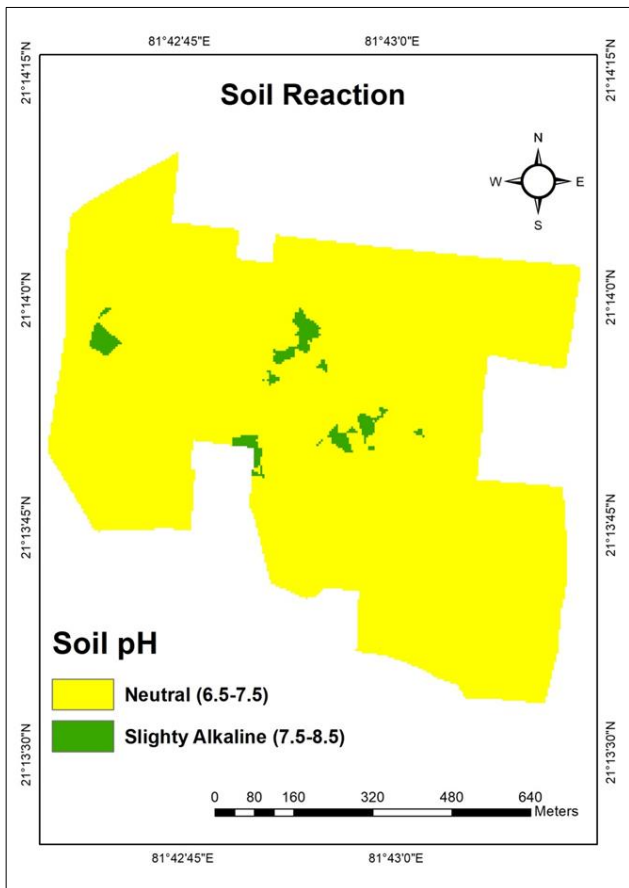 81°42'45"E 81°43'0"E
21°14'15"N 21°14'15"N
Soil Reaction
N
W E
S
21°14'0"N 21°14'0"N
21°13'45"N 21°13'45"N
Soil pH
Neutral (6.5-7.5)
Slighty Alkaline (7.5-8.5)
21°13'30"N 21°13'30"N
0 80 160 320 480 640
Meters
81°42'45"E 81°43'0"E